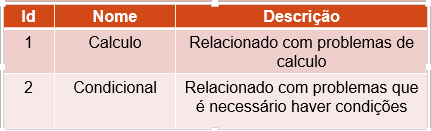 Id Nome Descrição
1 Calculo Relacionado com problemas de
calculo
2 Condicional Relacionado com problemas que
é necessário haver condições